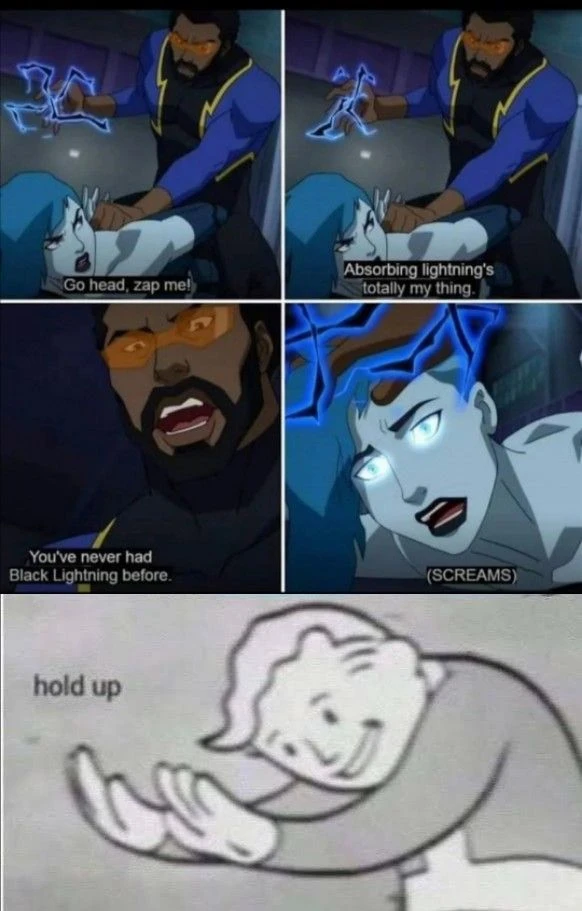 Go head, zap me!
Absorbing lightning's
totally my thing.
You've never had
Black Lightning before.
(SCREAMS)
hold up